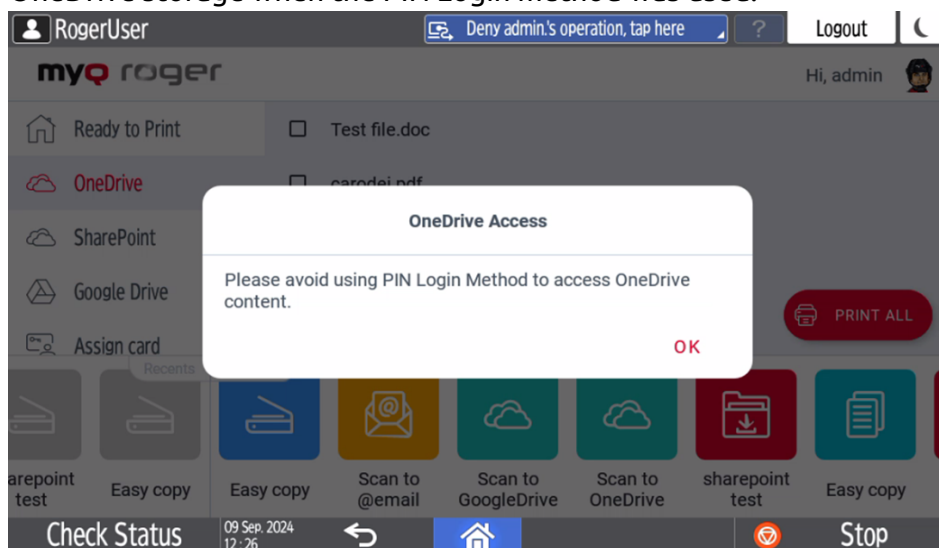 OneDrive storage when the PIN Login method was used.
RogerUser
Deny admin.'s operation, tap here
?
Logout
myq roger
Hi, admin
Ready to Print
Test file.doc
OneDrive
carodej.pdf
SharePoint
Google Drive
Assign card
OneDrive Access
Please avoid using PIN Login Method to access OneDrive
content.
OK
PRINT ALL
Recents
arepoint
test
Easy copy
Easy copy
Scan to
@email
Scan to
GoogleDrive
Scan to
OneDrive
sharepoint
test
Easy copy
Check Status
09 Sep. 2024
12:26
Stop